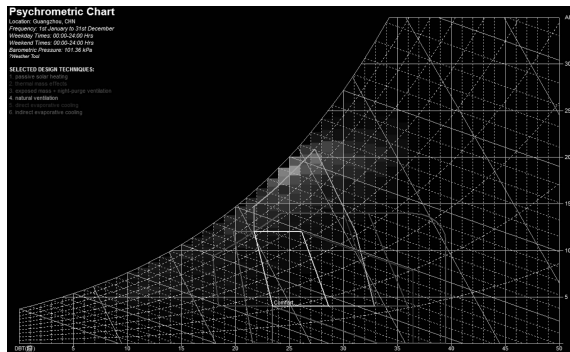 Psychrometric Chart
Location: Guangzhou, CHN
Frequency: 1st January to 31st December
Weekday Times: 00:00-24:00 Hrs
Weekend Times: 00:00-24:00 Hrs
Barometric Pressure: 101.36 kPa
?Weather Tool
SELECTED DESIGN TECHNIQUES:
1. passive solar heating
2. thermal mass effects
3. exposed mass + night-purge ventilation
4. natural ventilation
5. direct evaporative cooling
6. indirect evaporative cooling
30
25
20
15
10
5
Comfort
5 10 15 20 25 30 35 40 45 50